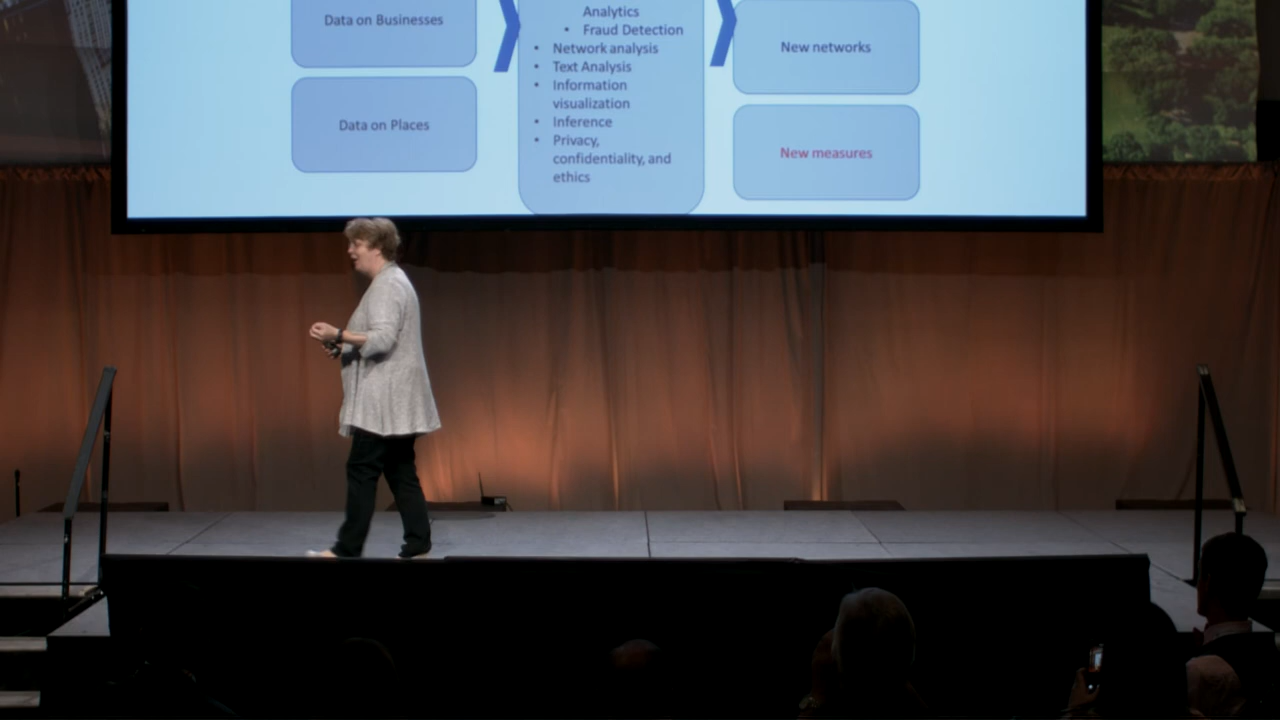 Data on Businesses
Data on Places
Analytics
• Fraud Detection
• Network analysis
• Text Analysis
• Information
visualization
• Inference
• Privacy,
confidentiality, and
ethics
New networks
New measures